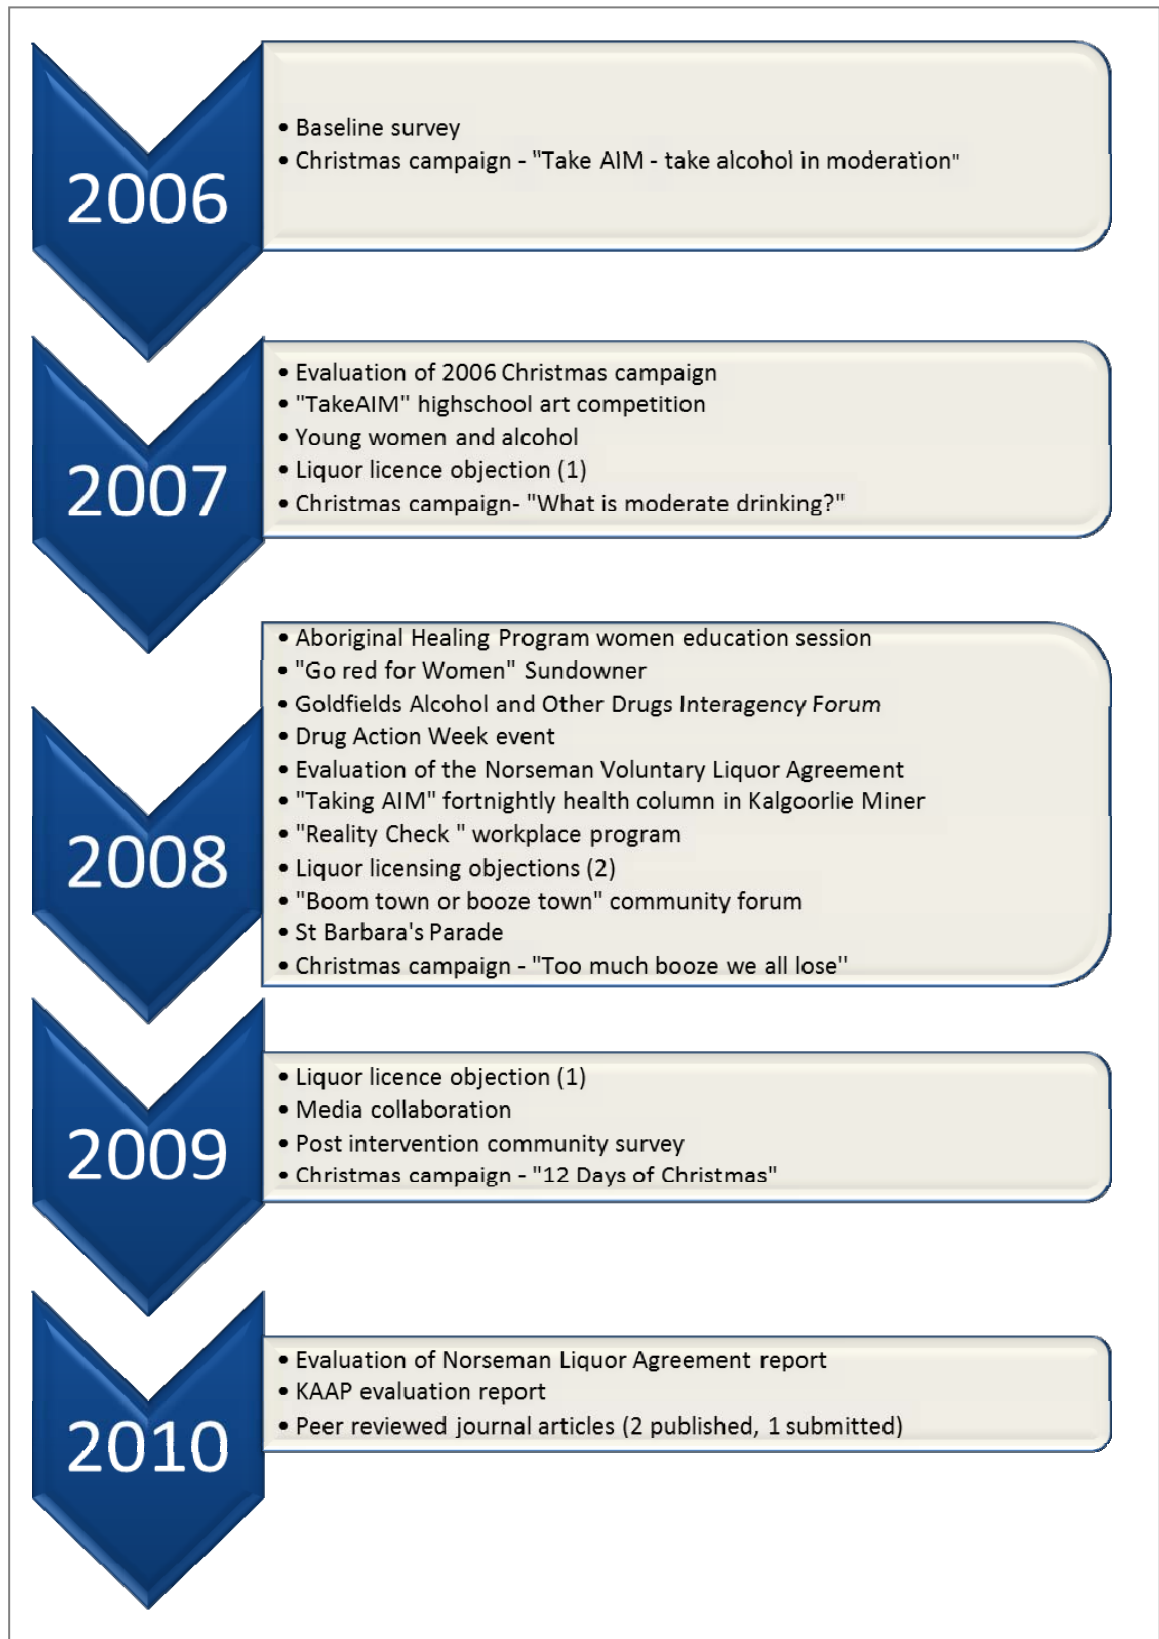 2006
• Baseline survey
• Christmas campaign - "Take AIM - take alcohol in moderation"
2007
• Evaluation of 2006 Christmas campaign
• "TakeAIM" highschool art competition
• Young women and alcohol
• Liquor licence objection (1)
• Christmas campaign- "What is moderate drinking?"
2008
• Aboriginal Healing Program women education session
• "Go red for Women" Sundowner
• Goldfields Alcohol and Other Drugs Interagency Forum
• Drug Action Week event
• Evaluation of the Norseman Voluntary Liquor Agreement
• "Taking AIM" fortnightly health column in Kalgoorlie Miner
• "Reality Check " workplace program
• Liquor licensing objections (2)
• "Boom town or booze town" community forum
• St Barbara's Parade
• Christmas campaign - "Too much booze we all lose''
2009
• Liquor licence objection (1)
• Media collaboration
• Post intervention community survey
• Christmas campaign - "12 Days of Christmas"
2010
• Evaluation of Norseman Liquor Agreement report
• KAAP evaluation report
• Peer reviewed journal articles (2 published, 1 submitted)